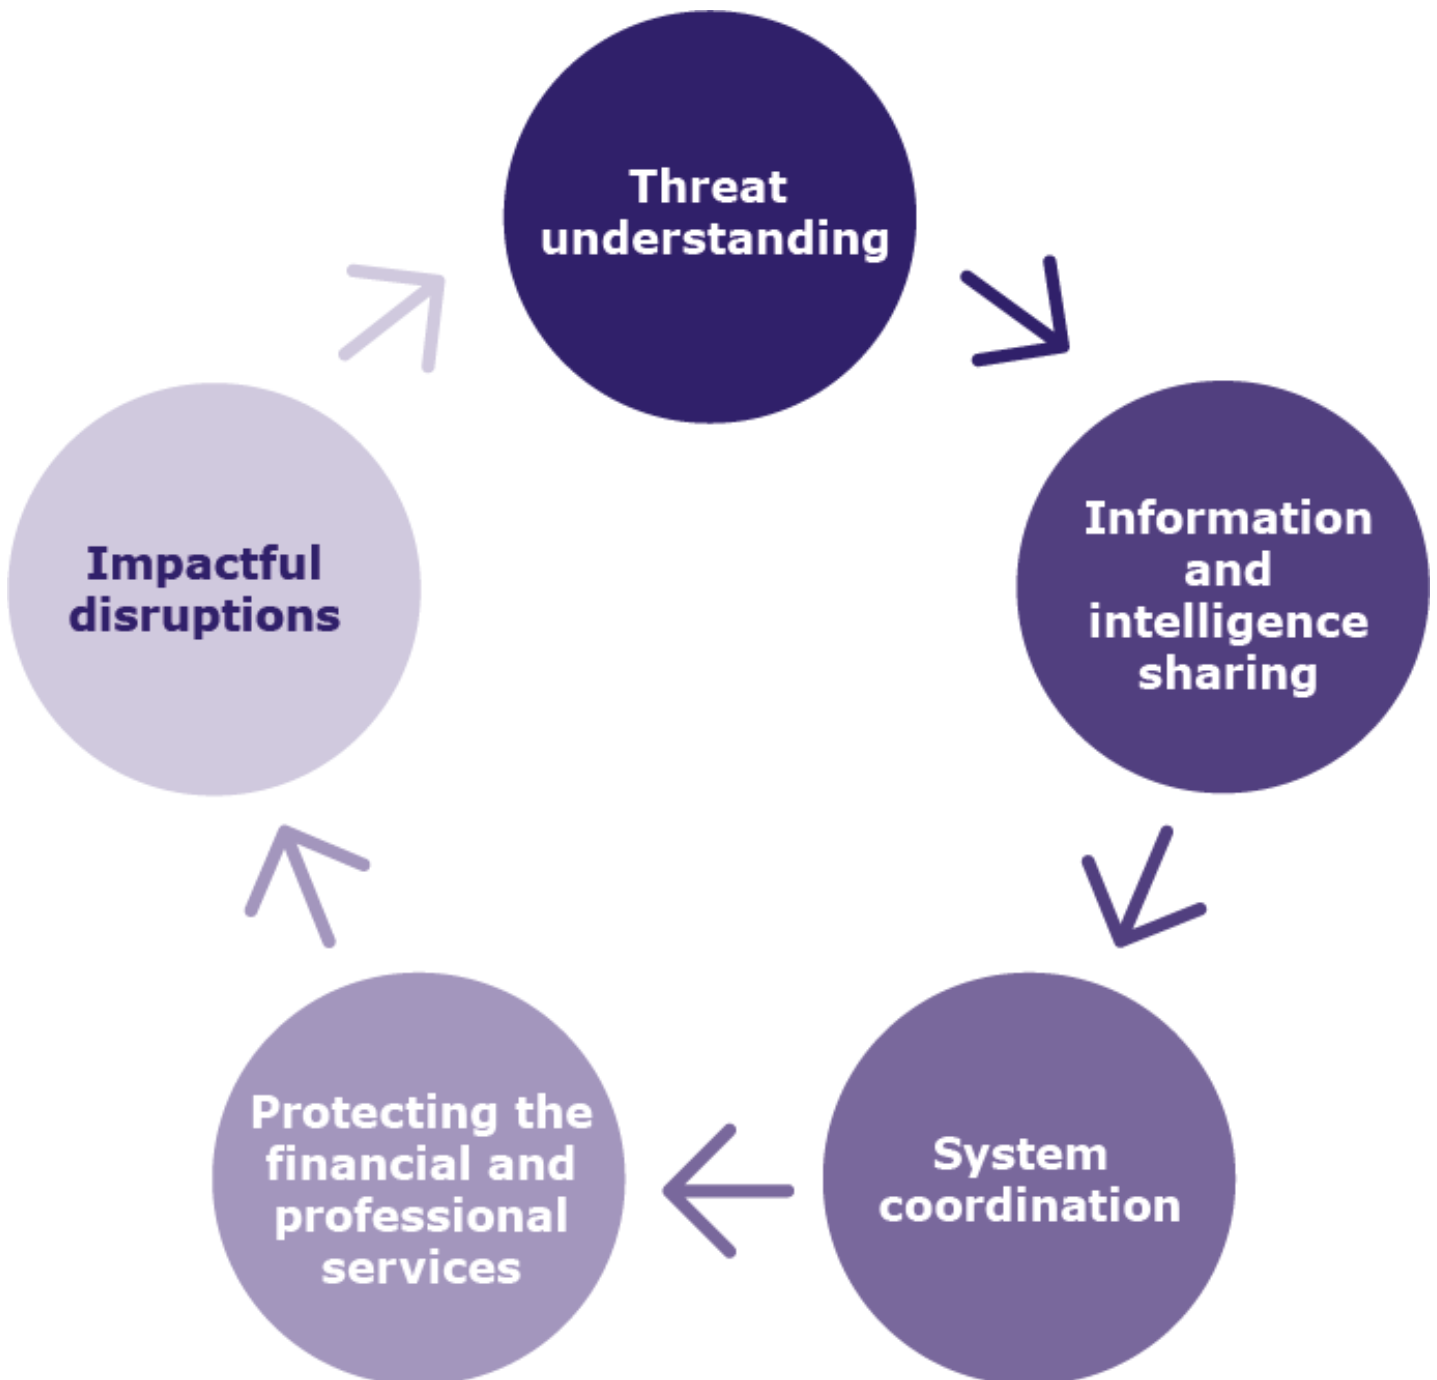 Threat
understanding
Information
and
intelligence
sharing
System
coordination
Protecting the
financial and
professional
services
Impactful
disruptions